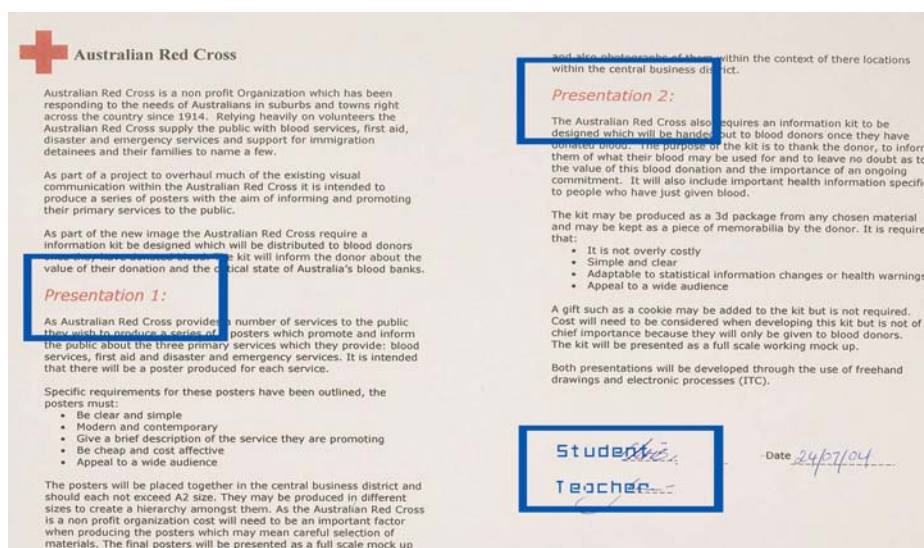 Australian Red Cross
Australian Red Cross is a non profit Organization which has been
responding to the needs of Australians in suburbs and towns right
across the country since 1914. Relying heavily on volunteers the
Australian Red Cross supply the public with blood services, first aid,
disaster and emergency services and support for immigration
detainees and their families to name a few.
As part of a project to overhaul much of the existing visual
communication within the Australian Red Cross it is intended to
produce a series of posters with the aim of informing and promoting
their primary services to the public.
As part of the new image the Australian Red Cross require a
information kit be designed which will be distributed to blood donors
once they have donated blood. The kit will inform the donor about the
value of their donation and the critical state of Australia's blood banks.
Presentation 1:
As Australian Red Cross provides a number of services to the public
they wish to produce a series of posters which promote and inform
the public about the three primary services which they provide: blood
services, first aid and disaster and emergency services. It is intended
that there will be a poster produced for each service.
Specific requirements for these posters have been outlined, the
posters must:
• Be clear and simple
• Modern and contemporary
• Give a brief description of the service they are promoting
• Be cheap and cost affective
• Appeal to a wide audience
The posters will be placed together in the central business district and
should each not exceed A2 size. They may be produced in different
sizes to create a hierarchy amongst them. As the Australian Red Cross
is a non profit organization cost will need to be an important factor
when producing the posters which may mean careful selection of
materials. The final posters will be presented as a full scale mock up
and also photographs of them within the context of there locations
within the central business district.
Presentation 2:
The Australian Red Cross also requires an information kit to be
designed which will be handed out to blood donors once they have
donated blood. The purpose of the kit is to thank the donor, to inform
them of what their blood may be used for and to leave no doubt as to
the value of this blood donation and the importance of an ongoing
commitment. It will also include important health information specific
to people who have just given blood.
The kit may be produced as a 3d package from any chosen material
and may be kept as a piece of memorabilia by the donor. It is require
that:
• It is not overly costly
• Simple and clear
• Adaptable to statistical information changes or health warnings
• Appeal to a wide audience
A gift such as a cookie may be added to the kit but is not required.
Cost will need to be considered when developing this kit but is not of
chief importance because they will only be given to blood donors.
The kit will be presented as a full scale working mock up.
Both presentations will be developed through the use of freehand
drawings and electronic processes (ITC).
Student
Date 24/07/04
Teacher